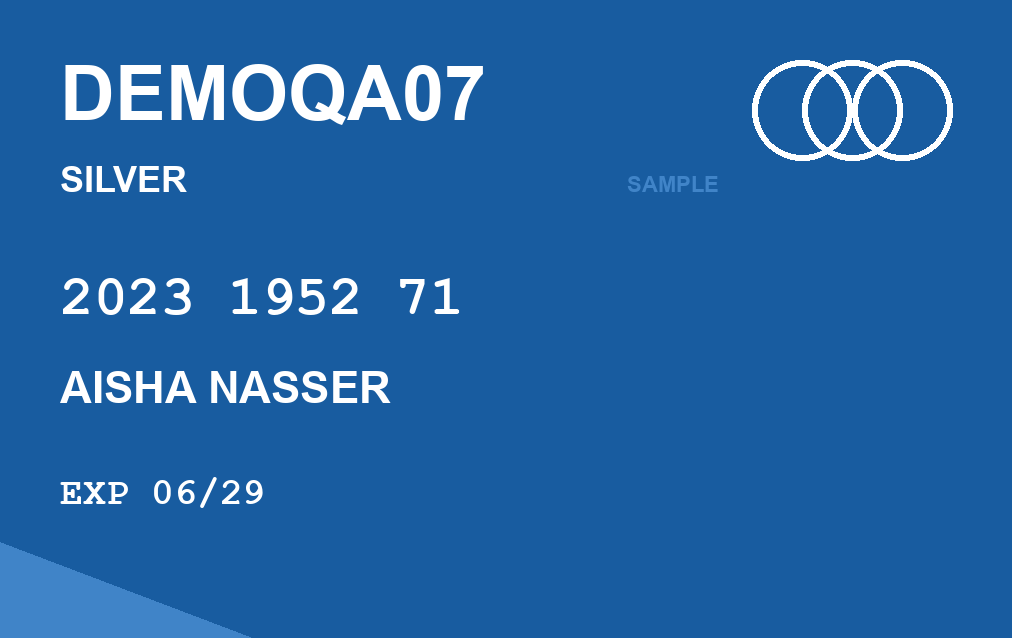 DEMOQA07
SILVER
SAMPLE
2023 1952 71
AISHA NASSER
EXP 06/29